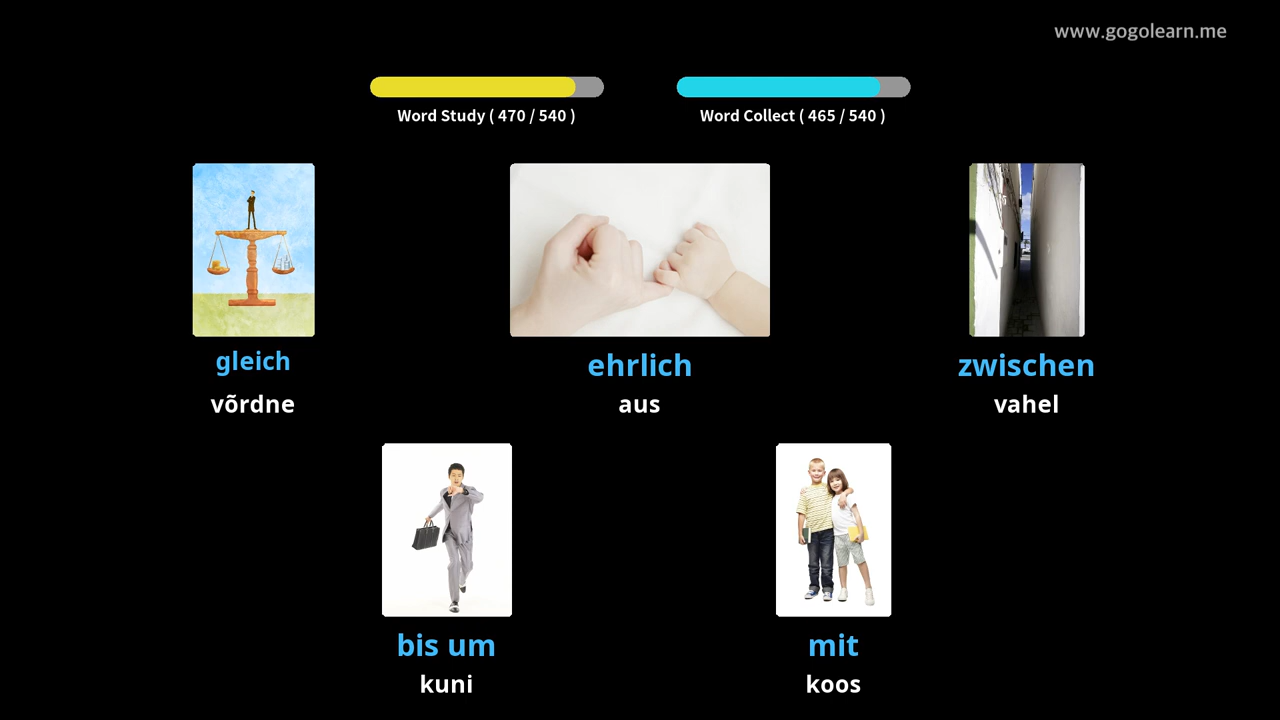 www.gogolearn.me
Word Study ( 470 / 540 )
Word Collect ( 465 / 540 )
gleich
võrdne
ehrlich
aus
zwischen
vahel
bis um
kuni
mit
koos